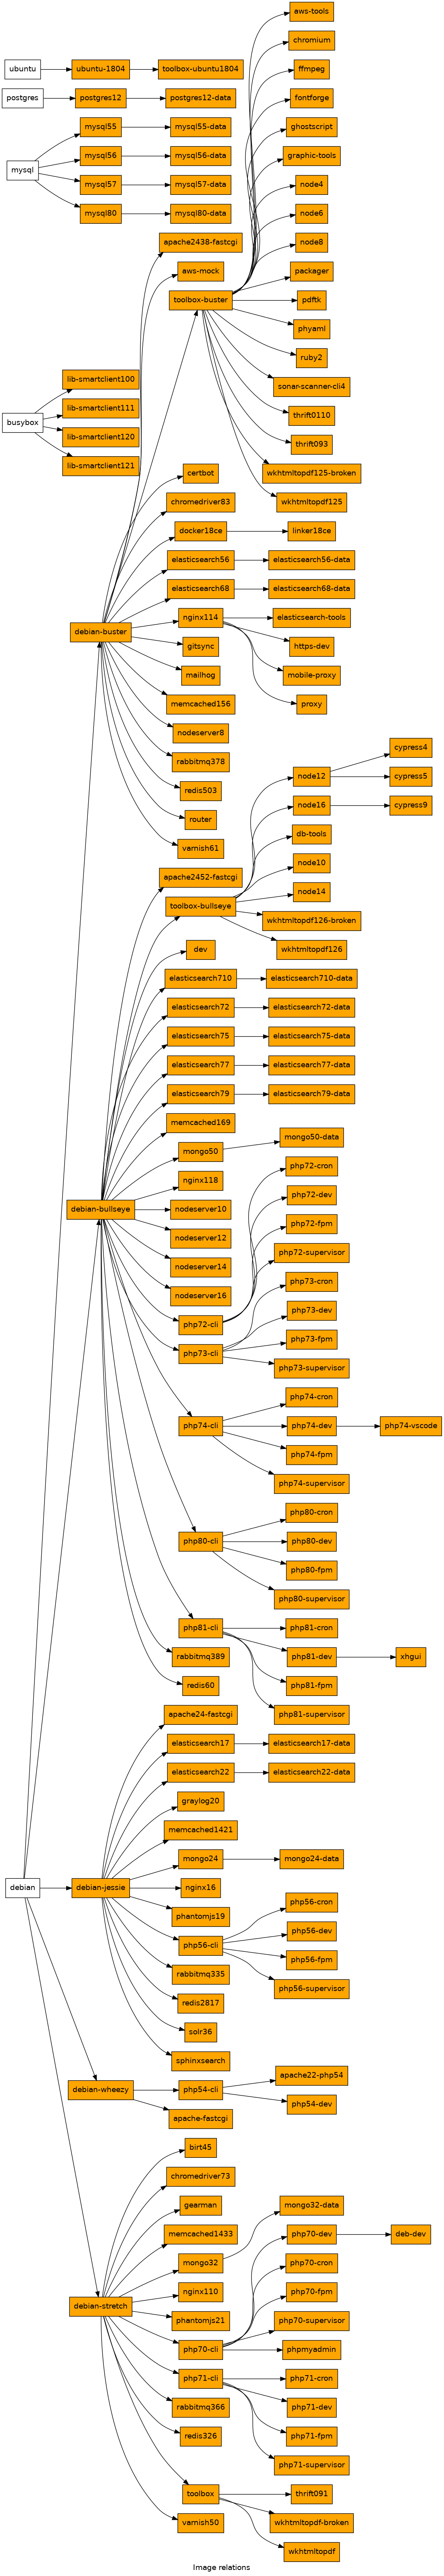 aws-tools
chromium
ffmpeg
ubuntu
ubuntu-1804
toolbox-ubuntu1804
fontforge
postgres
postgres12
postgres12-data
ghostscript
mysql55
mysql55-data
graphic-tools
mysql56
mysql56-data
mysql
node4
mysql57
mysql57-data
node6
mysql80
mysql80-data
node8
apache2438-fastcgi
packager
aws-mock
pdftk
toolbox-buster
phyaml
ruby2
lib-smartclient100
sonar-scanner-cli4
lib-smartclient111
thrift0110
busybox
lib-smartclient120
thrift093
lib-smartclient121
wkhtmltopdf125-broken
certbot
wkhtmltopdf125
chromedriver83
docker18ce
linker18ce
elasticsearch56
elasticsearch56-data
elasticsearch68
elasticsearch68-data
nginx114
elasticsearch-tools
debian-buster
gitsync
https-dev
mailhog
mobile-proxy
memcached156
proxy
nodeserver8
rabbitmq378
cypress4
node12
cypress5
redis503
node16
cypress9
router
db-tools
varnish61
node10
apache2452-fastcgi
node14
toolbox-bullseye
wkhtmltopdf126-broken
dev
wkhtmltopdf126
elasticsearch710
elasticsearch710-data
elasticsearch72
elasticsearch72-data
elasticsearch75
elasticsearch75-data
elasticsearch77
elasticsearch77-data
elasticsearch79
elasticsearch79-data
memcached169
mongo50-data
mongo50
php72-cron
nginx118
php72-dev
debian-bullseye
nodeserver10
php72-fpm
nodeserver12
php72-supervisor
nodeserver14
php73-cron
nodeserver16
php73-dev
php72-cli
php73-fpm
php73-cli
php73-supervisor
php74-cron
php74-cli
php74-dev
php74-vscode
php74-fpm
php74-supervisor
php80-cron
php80-cli
php80-dev
php80-fpm
php80-supervisor
php81-cli
php81-cron
rabbitmq389
php81-dev
xhgui
redis60
php81-fpm
apache24-fastcgi
php81-supervisor
elasticsearch17
elasticsearch17-data
elasticsearch22
elasticsearch22-data
graylog20
memcached1421
mongo24
mongo24-data
debian
debian-jessie
nginx16
php56-cron
phantomjs19
php56-dev
php56-cli
php56-fpm
rabbitmq335
php56-supervisor
redis2817
solr36
sphinxsearch
apache22-php54
debian-wheezy
php54-cli
php54-dev
apache-fastcgi
birt45
chromedriver73
gearman
mongo32-data
memcached1433
php70-dev
deb-dev
mongo32
php70-cron
nginx110
php70-fpm
debian-stretch
phantomjs21
php70-supervisor
php70-cli
phpmyadmin
php71-cli
php71-cron
rabbitmq366
php71-dev
redis326
php71-fpm
php71-supervisor
toolbox
thrift091
varnish50
wkhtmltopdf-broken
wkhtmltopdf
Image relations